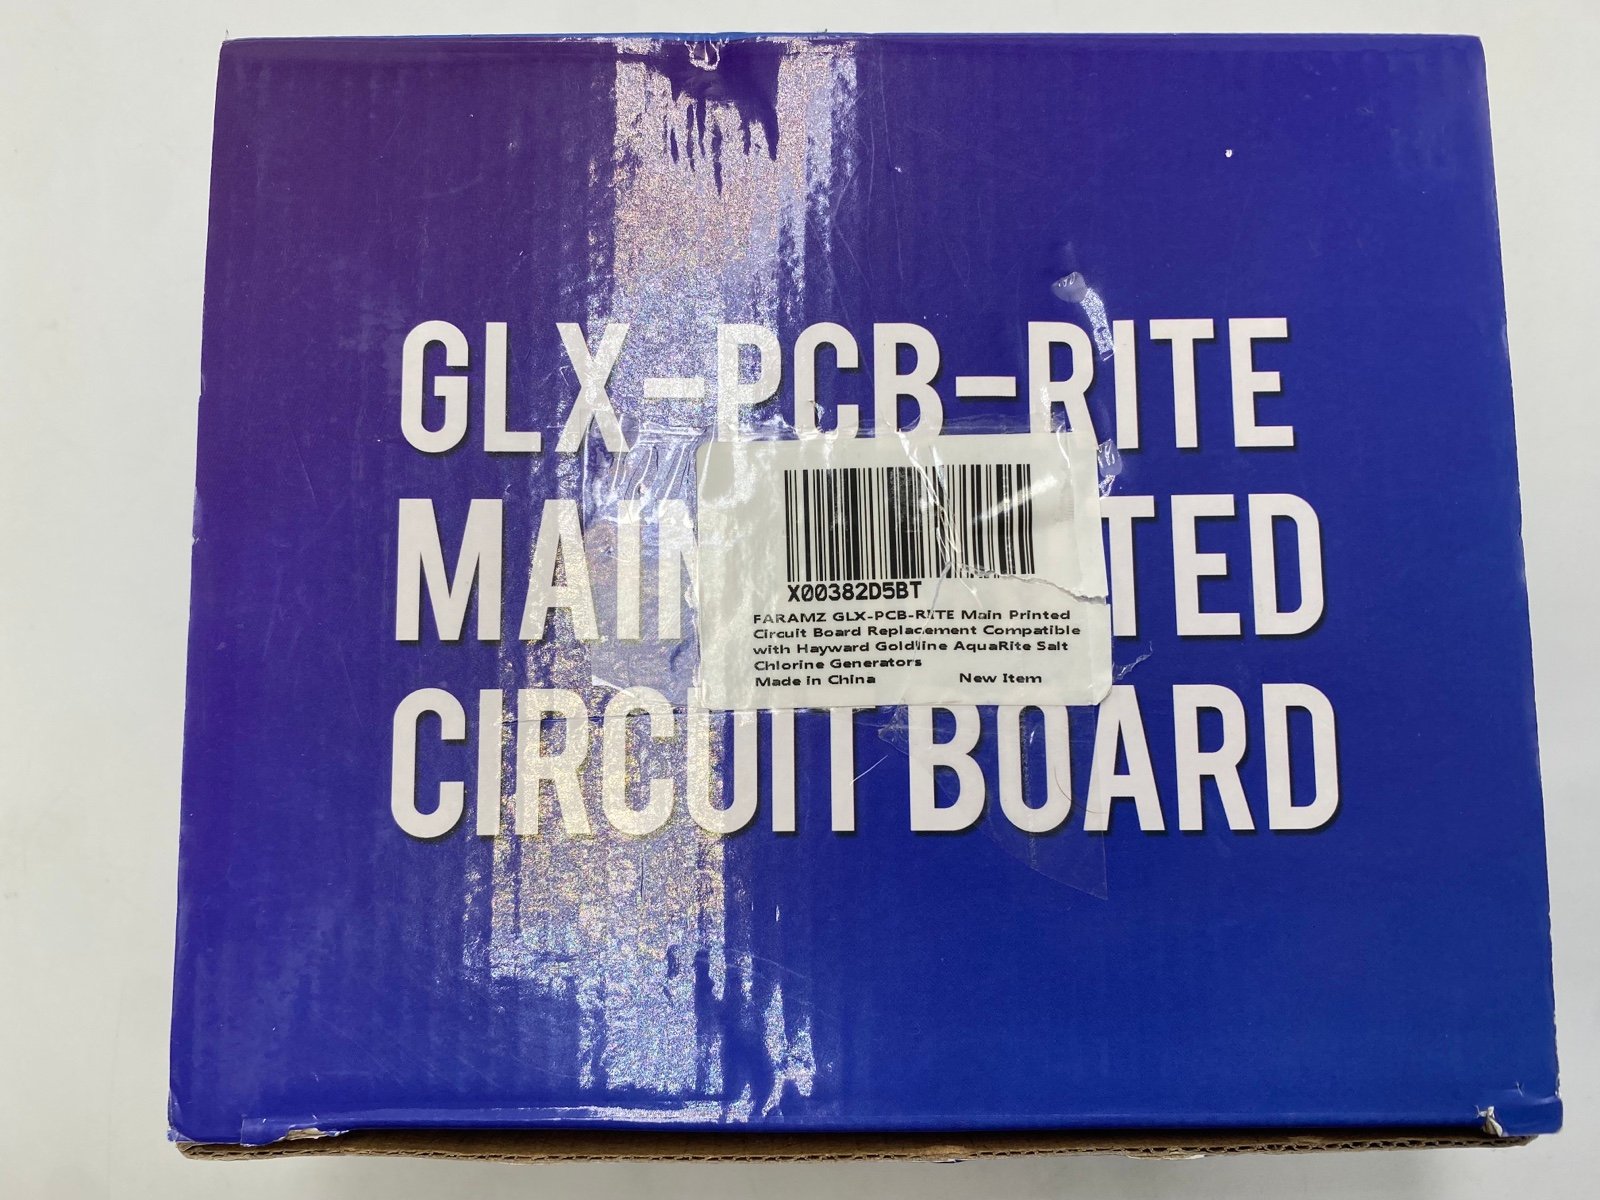 GLX-PCB-RITE
MAIN TED
CIRCUIT BOARD
X00382D5BT
FARAMZ GLX-PCB-RITE Main Printed
Circuit Board Replacement Compatible
with Hayward Goldline AquaRite Salt
Chlorine Generators
Made in China New Item